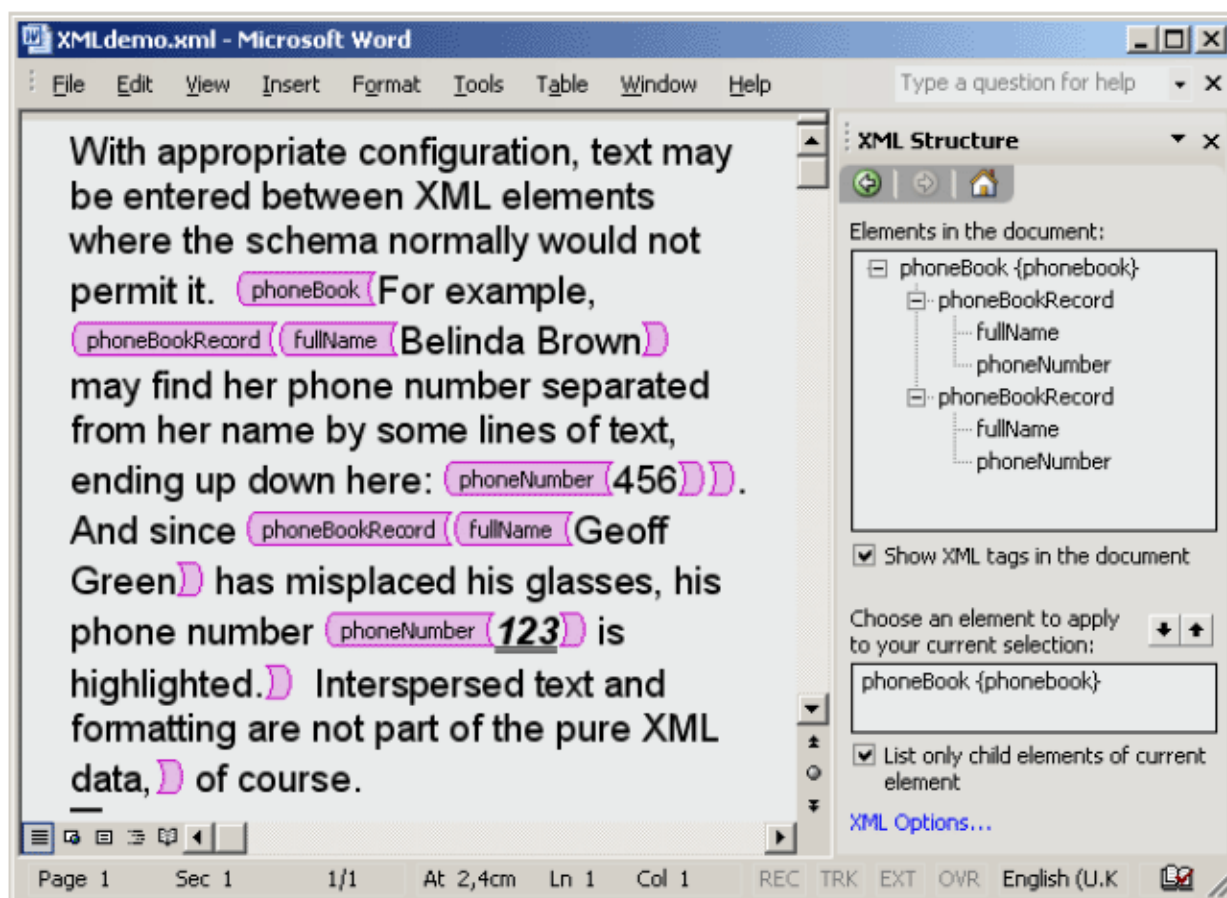 XMLdemo.xml - Microsoft Word
File Edit View Insert Format Tools Table Window Help Type a question for help
With appropriate configuration, text may
be entered between XML elements
where the schema normally would not
permit it. phoneBook For example,
phoneBookRecord fullName Belinda Brown
may find her phone number separated
from her name by some lines of text,
ending up down here: phoneNumber 456.
And since phoneBookRecord fullName Geoff
Green has misplaced his glasses, his
phone number phoneNumber 123 is
highlighted. Interspersed text and
formatting are not part of the pure XML
data, of course.
XML Structure
Elements in the document:
phoneBook {phonebook}
phoneBookRecord
fullName
phoneNumber
phoneBookRecord
fullName
phoneNumber
Show XML tags in the document
Choose an element to apply
to your current selection:
phoneBook {phonebook}
List only child elements of current
element
XML Options...
Page 1 Sec 1 1/1 At 2,4cm Ln 1 Col 1 REC TRK EXT OVR English (U.K